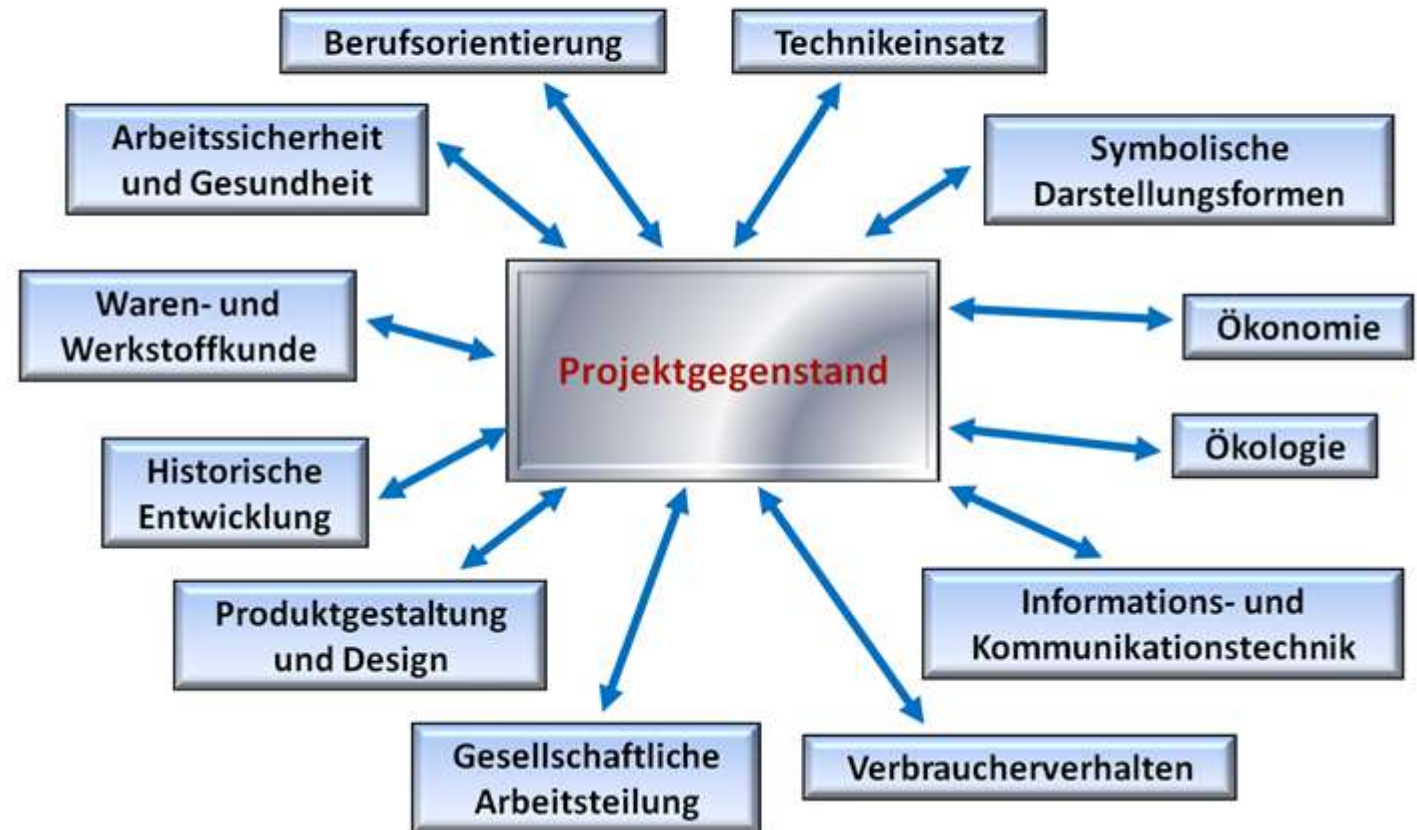 Berufsorientierung
Technikeinsatz
Arbeitssicherheit
und Gesundheit
Symbolische
Darstellungsformen
Waren- und
Werkstoffkunde
Ökonomie
Projektgegenstand
Historische
Entwicklung
Ökologie
Produktgestaltung
und Design
Informations- und
Kommunikationstechnik
Gesellschaftliche
Arbeitsteilung
Verbraucherverhalten